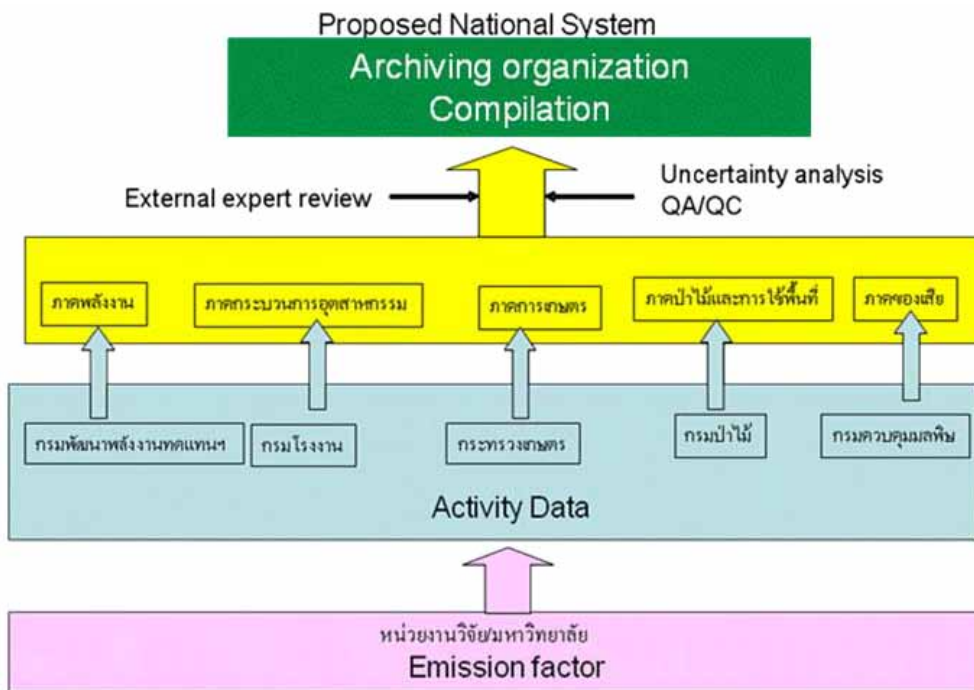 Proposed National System
Archiving organization
Compilation
External expert review
Uncertainty analysis
QA/QC
ภาคพลังงาน
ภาคกระบวนการอุตสาหกรรม
ภาคการเกษตร
ภาคป่าไม้และการใช้พื้นที่
ภาคของเสีย
กรมพัฒนาพลังงานทดแทนฯ
กรมโรงงาน
กระทรวงเกษตร
กรมป่าไม้
กรมควบคุมมลพิษ
Activity Data
หน่วยงานวิจัย/มหาวิทยาลัย
Emission factor